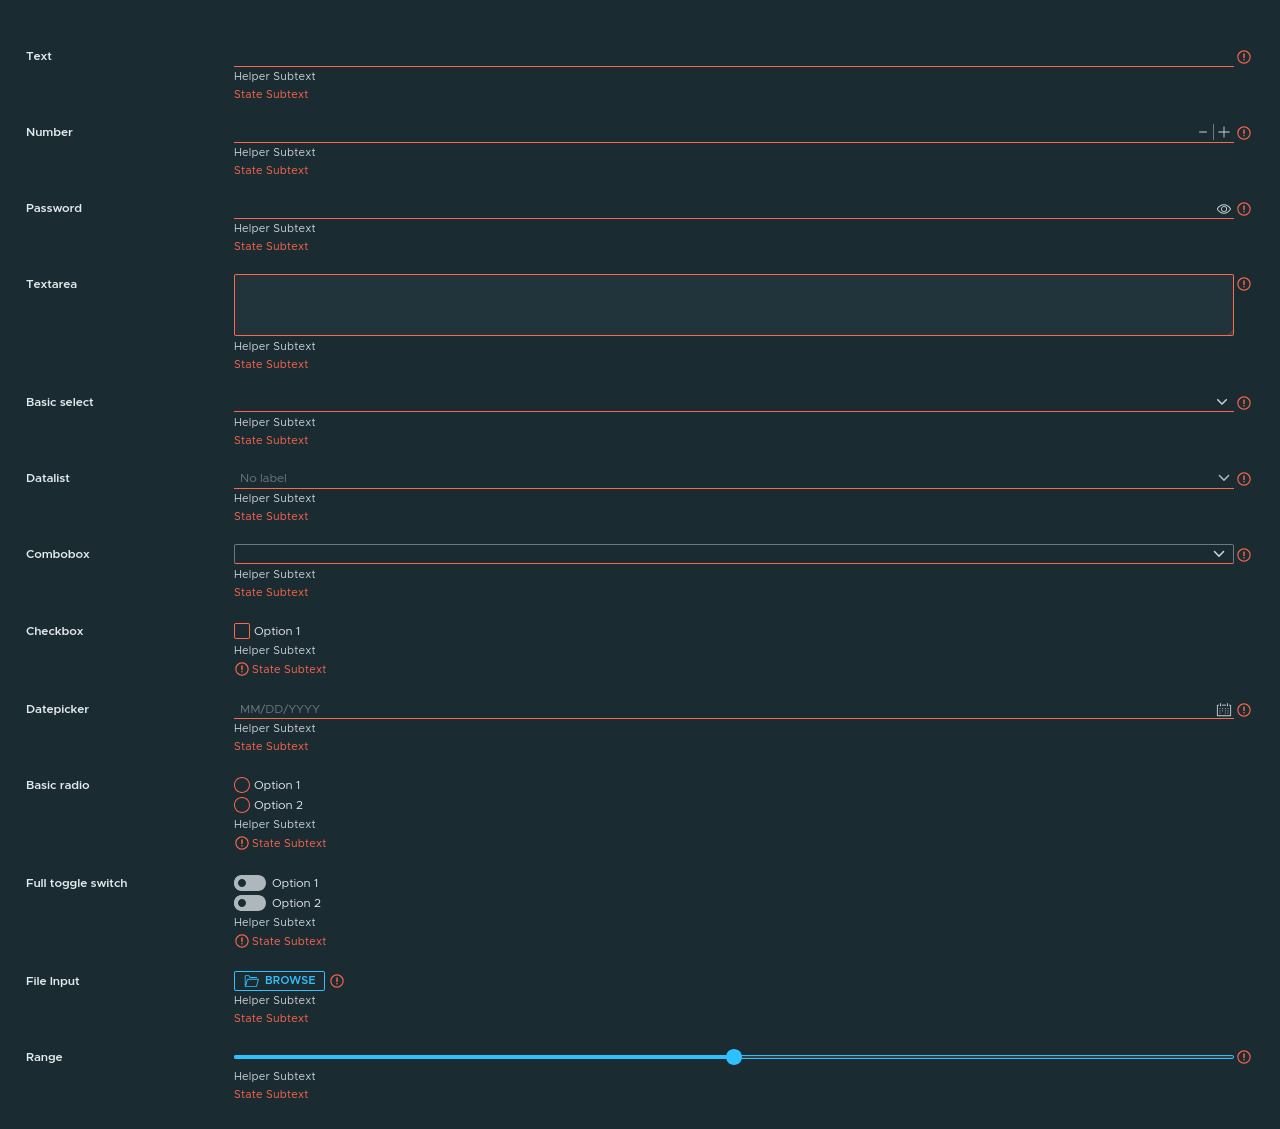 Text
Helper Subtext
State Subtext
Number
Helper Subtext
State Subtext
Password
Helper Subtext
State Subtext
Textarea
Helper Subtext
State Subtext
Basic select
Helper Subtext
State Subtext
Datalist
No label
Helper Subtext
State Subtext
Combobox
Helper Subtext
State Subtext
Checkbox
Option 1
Helper Subtext
State Subtext
Datepicker
MM/DD/YYYY
Helper Subtext
State Subtext
Basic radio
Option 1
Option 2
Helper Subtext
State Subtext
Full toggle switch
Option 1
Option 2
Helper Subtext
State Subtext
File Input
BROWSE
Helper Subtext
State Subtext
Range
Helper Subtext
State Subtext